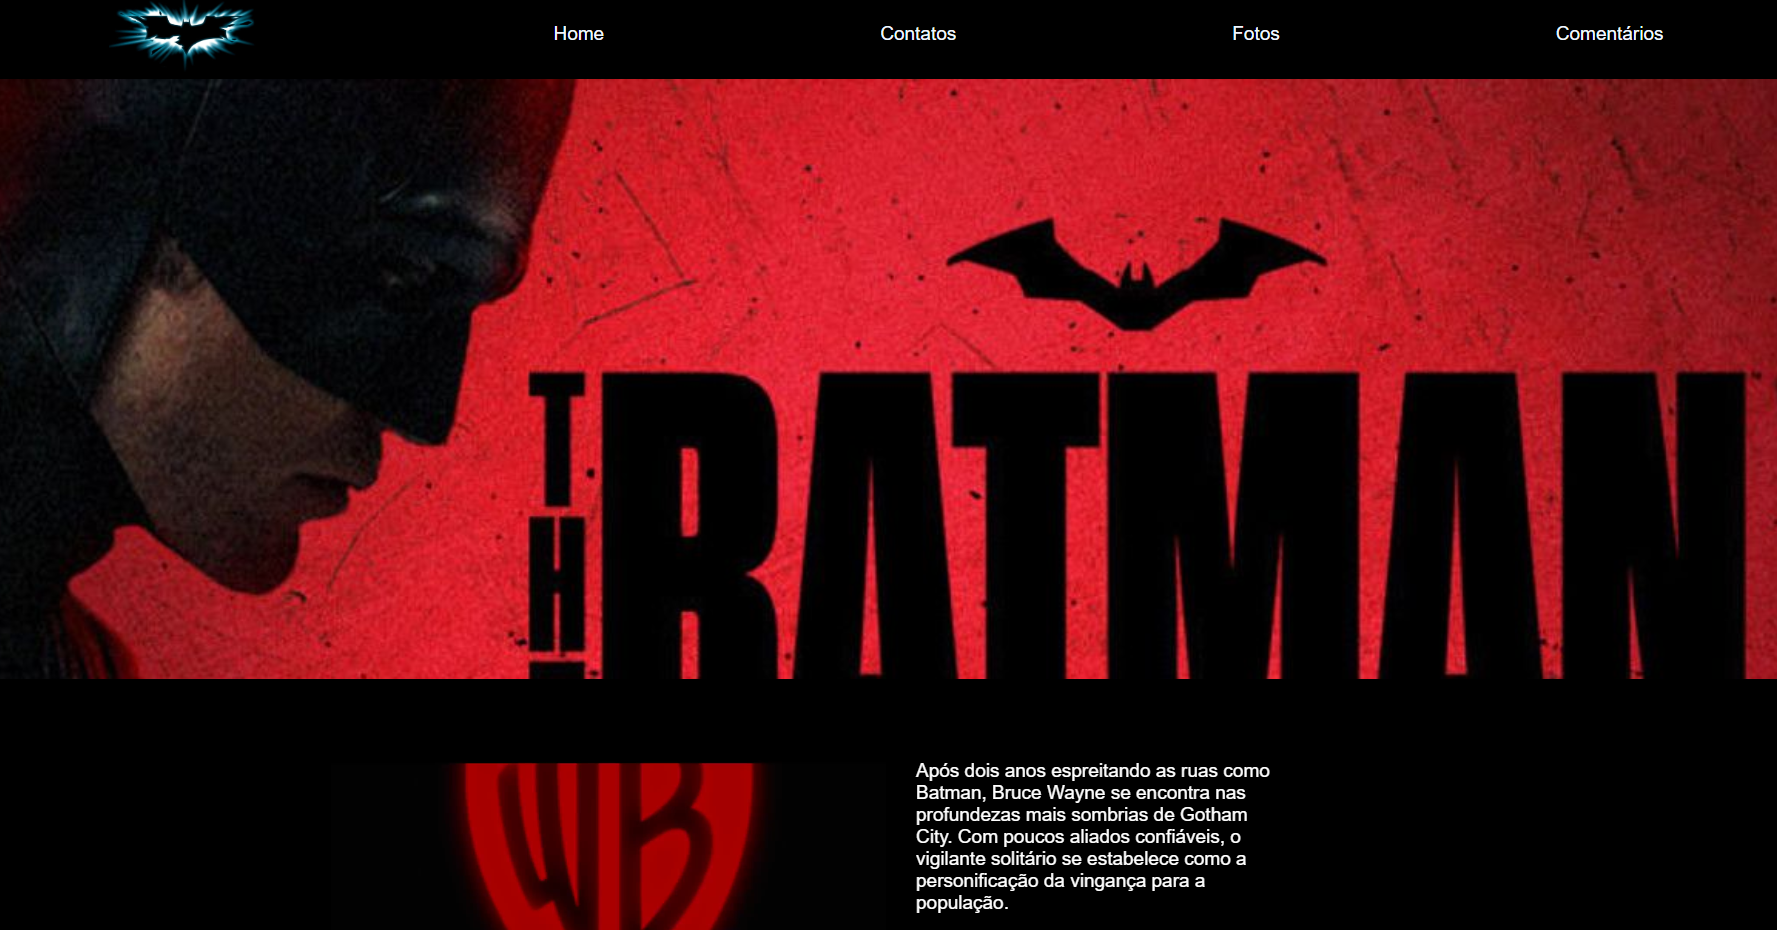 Home Contatos Fotos Comentários
THE BATMAN
WB
Após dois anos espreitando as ruas como
Batman, Bruce Wayne se encontra nas
profundezas mais sombrias de Gotham
City. Com poucos aliados confiáveis, o
vigilante solitário se estabelece como a
personificação da vingança para a
população.